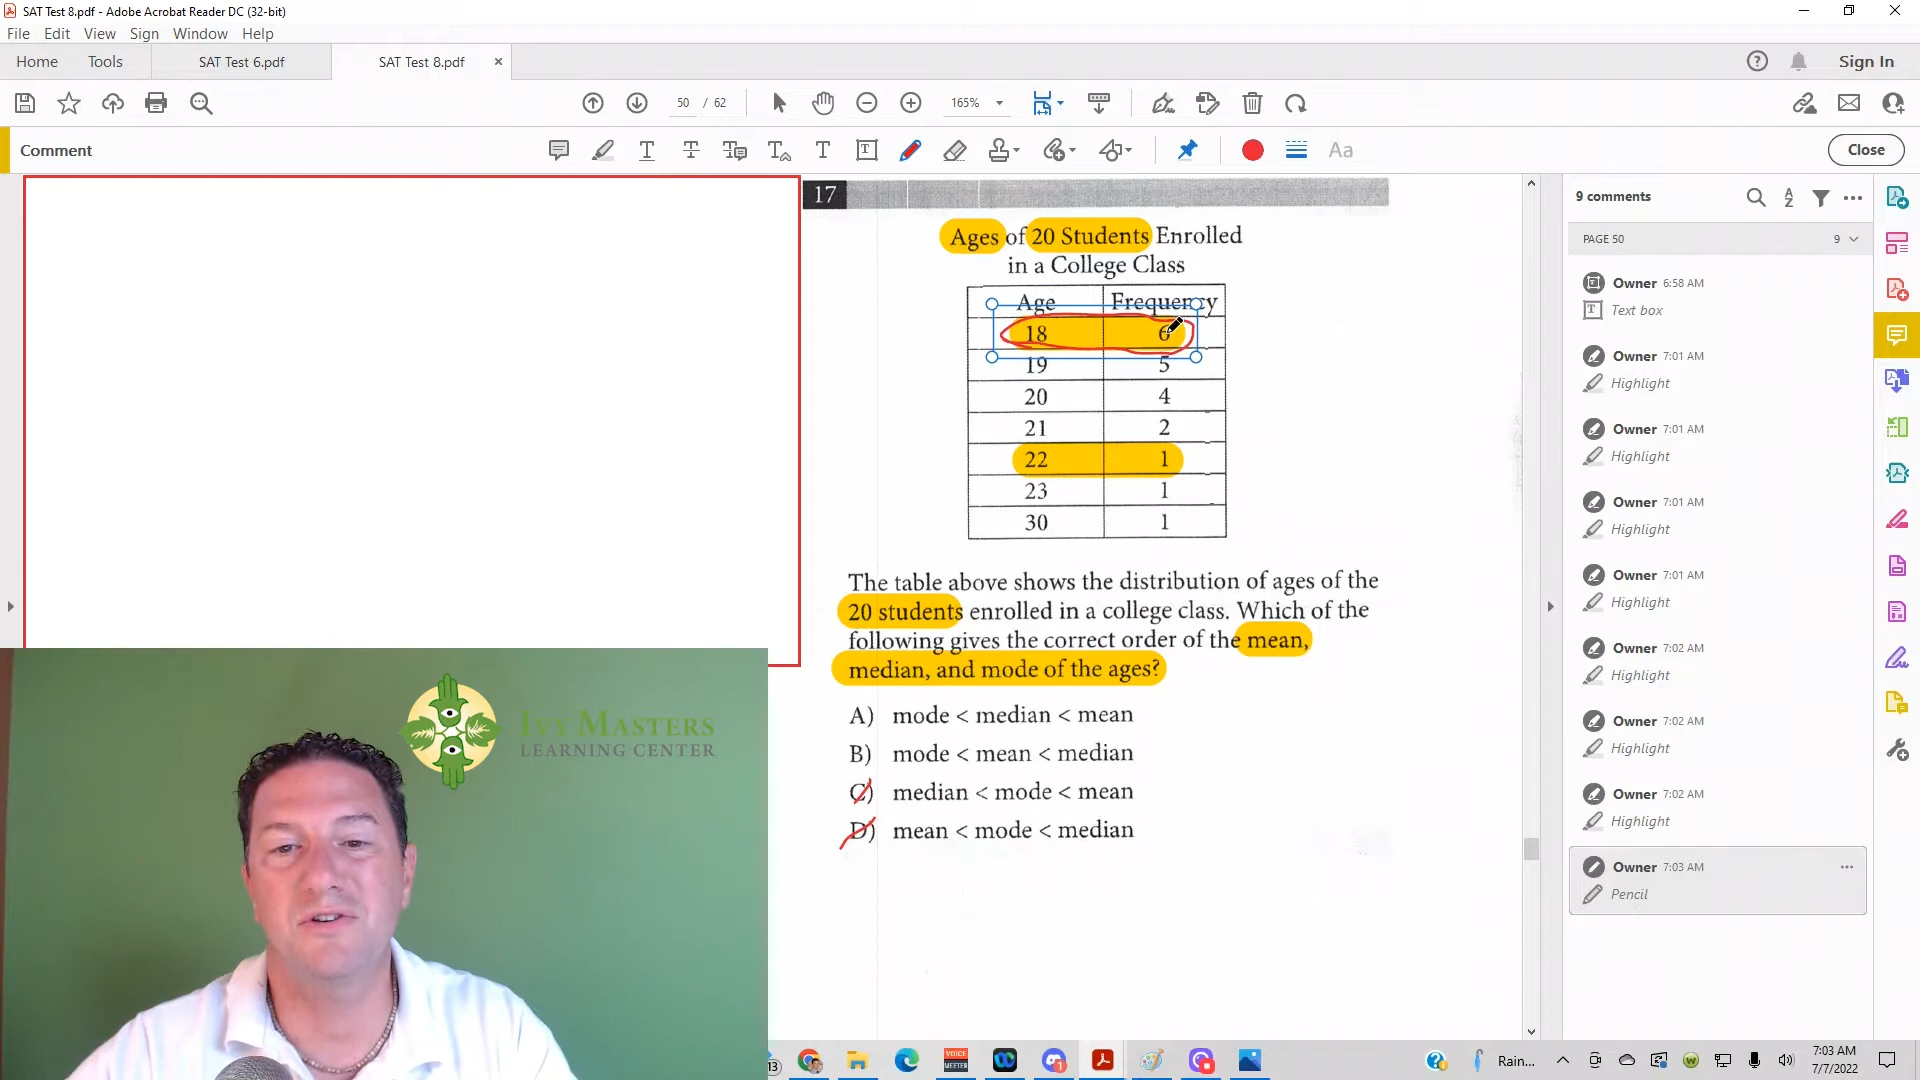 SAT Test 8.pdf - Adobe Acrobat Reader DC (32-bit)
File Edit View Sign Window Help
Home Tools SAT Test 6.pdf SAT Test 8.pdf × Sign In
50 / 62 165%
Comment Aa Close
17
Ages of 20 Students Enrolled
in a College Class
Age Frequency
18 6
19 5
20 4
21 2
22 1
23 1
30 1
The table above shows the distribution of ages of the
20 students enrolled in a college class. Which of the
following gives the correct order of the mean,
median, and mode of the ages?
A) mode < median < mean
B) mode < mean < median
C) median < mode < mean
D) mean < mode < median
IVY MASTERS
LEARNING CENTER
9 comments
PAGE 50 9
Owner 6:58 AM
Text box
Owner 7:01 AM
Highlight
Owner 7:01 AM
Highlight
Owner 7:01 AM
Highlight
Owner 7:01 AM
Highlight
Owner 7:02 AM
Highlight
Owner 7:02 AM
Highlight
Owner 7:02 AM
Highlight
Owner 7:03 AM
Pencil
13 VOICE MEETER Rain... 7:03 AM
7/7/2022